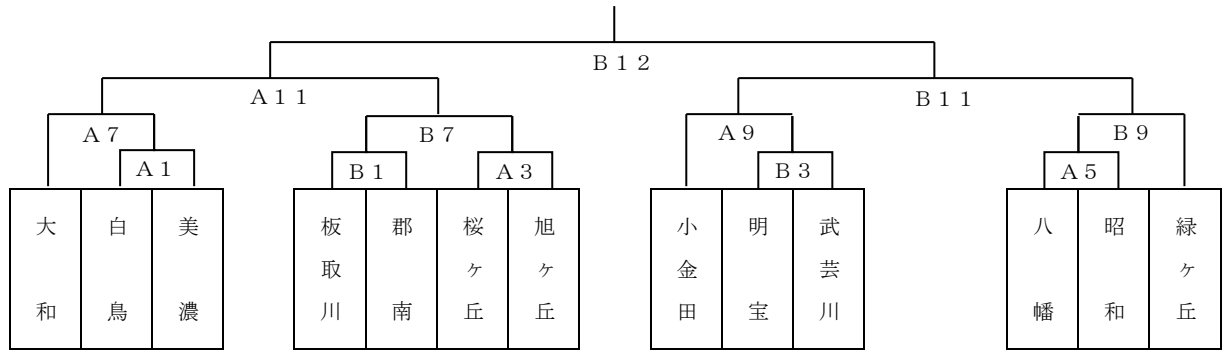 Ｂ１２
Ａ１１
Ｂ１１
Ａ７
Ｂ７
Ａ９
Ｂ９
Ａ１
Ｂ１
Ａ３
Ｂ３
Ａ５
大和
白鳥
美濃
板取川
郡南
桜ヶ丘
旭ヶ丘
小金田
明宝
武芸川
八幡
昭和
緑ヶ丘